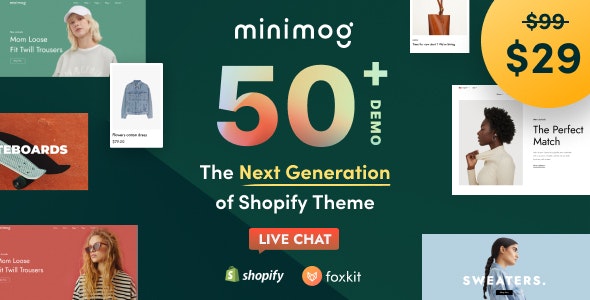 minimog
$99
$29
Mom Loose
Fit Twill Trousers
flowers cotton dress
$79.00
50+
DEMO
TEBOARDS
The Perfect
Match
The Next Generation
of Shopify Theme
LIVE CHAT
shopify
foxkit
Mom Loose
Fit Twill Trousers
SWEATERS.